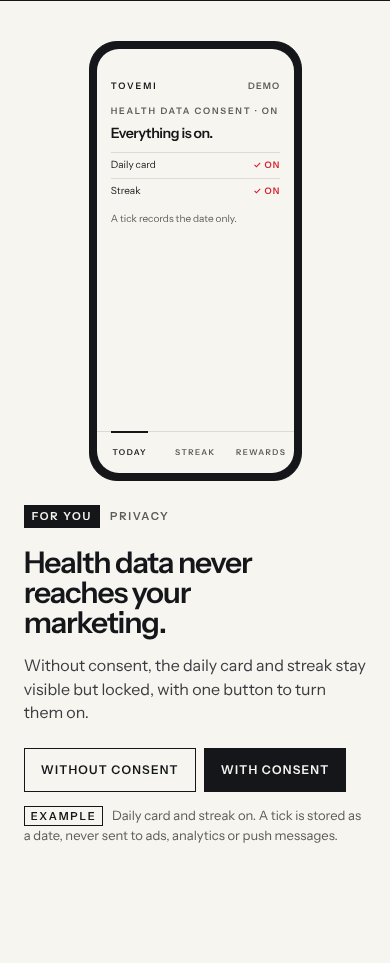 TOVEMI DEMO
HEALTH DATA CONSENT · ON
Everything is on.
Daily card ✓ ON
Streak ✓ ON
A tick records the date only.
TODAY STREAK REWARDS
FOR YOU PRIVACY
Health data never
reaches your
marketing.
Without consent, the daily card and streak stay
visible but locked, with one button to turn
them on.
WITHOUT CONSENT WITH CONSENT
EXAMPLE Daily card and streak on. A tick is stored as
a date, never sent to ads, analytics or push messages.